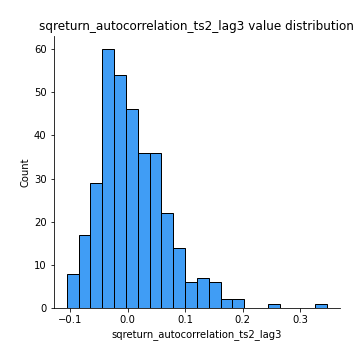 sqreturn_autocorrelation_ts2_lag3 value distribution
60
50
40
30
20
10
0
Count
−0.1 0.0 0.1 0.2 0.3
sqreturn_autocorrelation_ts2_lag3